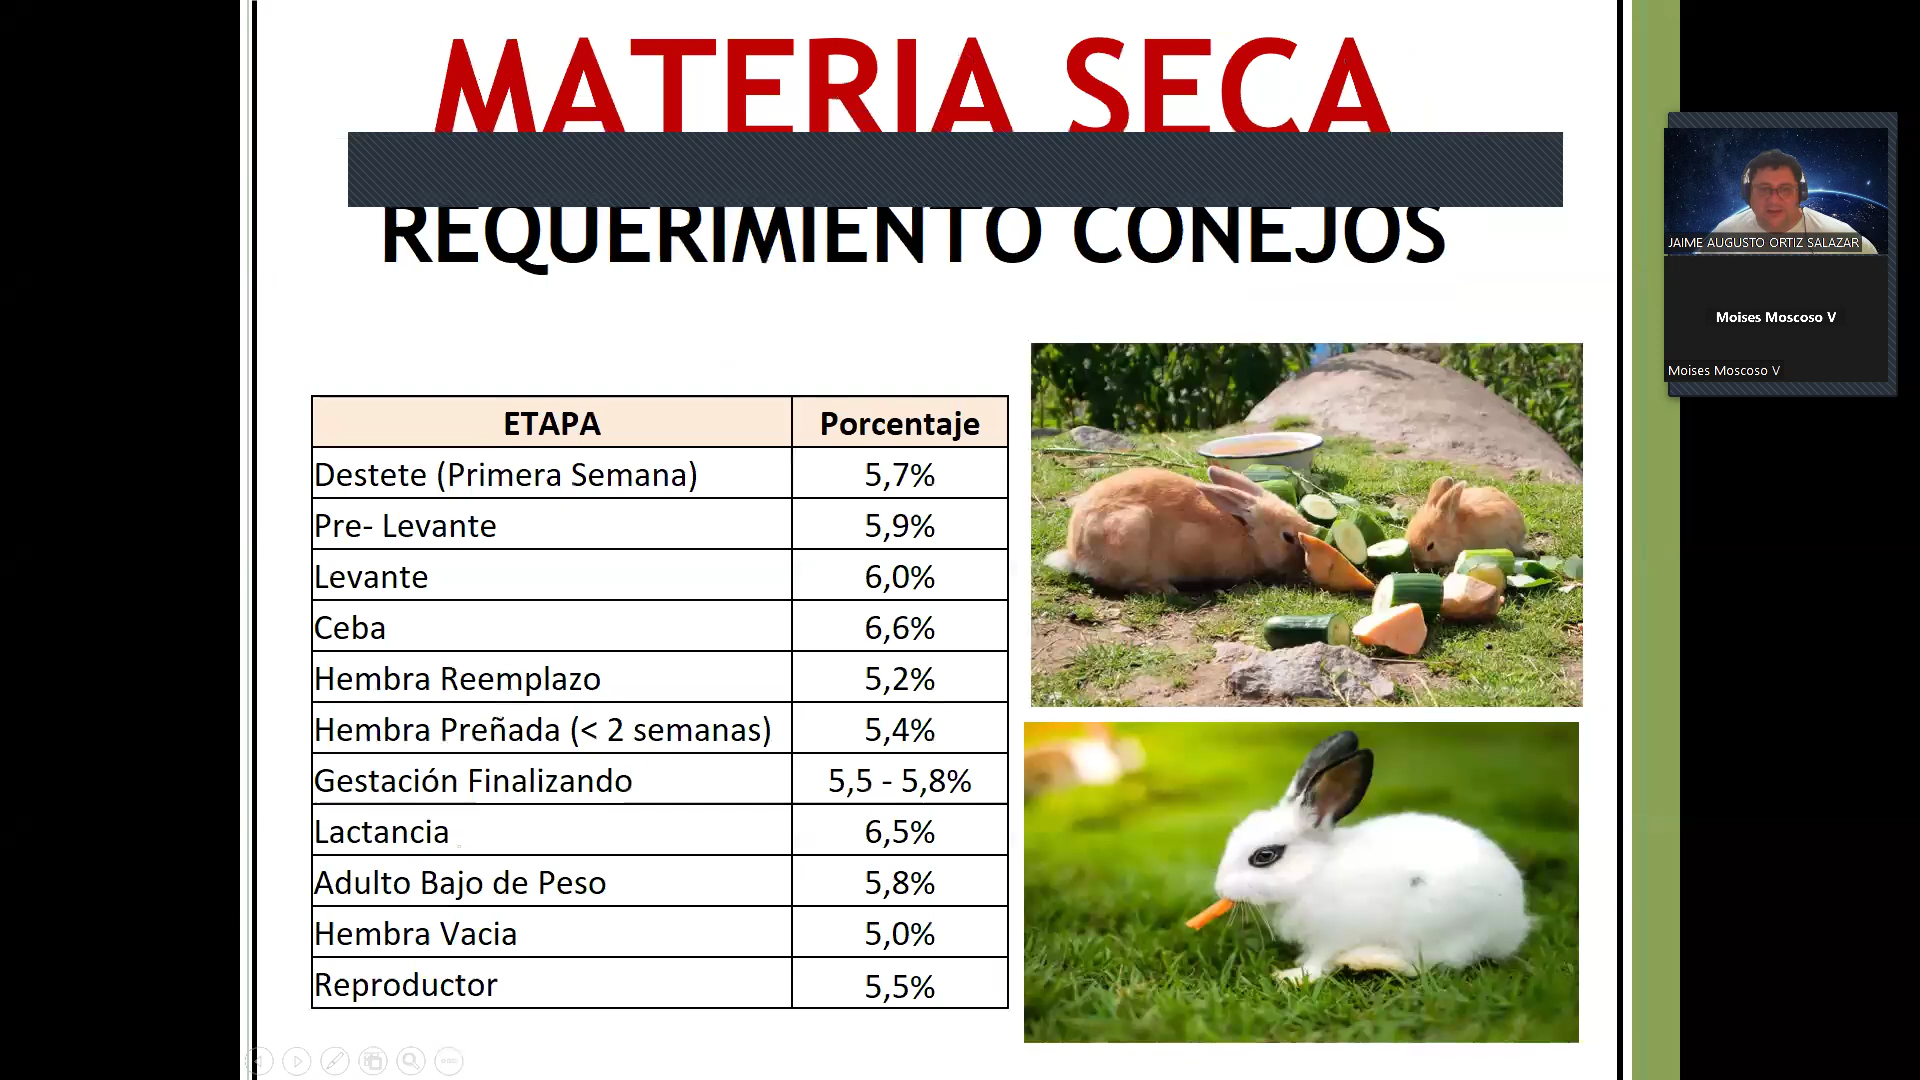 MATERIA SECA
REQUERIMIENTO CONEJOS
ETAPA Porcentaje
Destete (Primera Semana) 5,7%
Pre- Levante 5,9%
Levante 6,0%
Ceba 6,6%
Hembra Reemplazo 5,2%
Hembra Preñada (< 2 semanas) 5,4%
Gestación Finalizando 5,5 - 5,8%
Lactancia 6,5%
Adulto Bajo de Peso 5,8%
Hembra Vacia 5,0%
Reproductor 5,5%
JAIME AUGUSTO ORTIZ SALAZAR
Moises Moscoso V
Moises Moscoso V